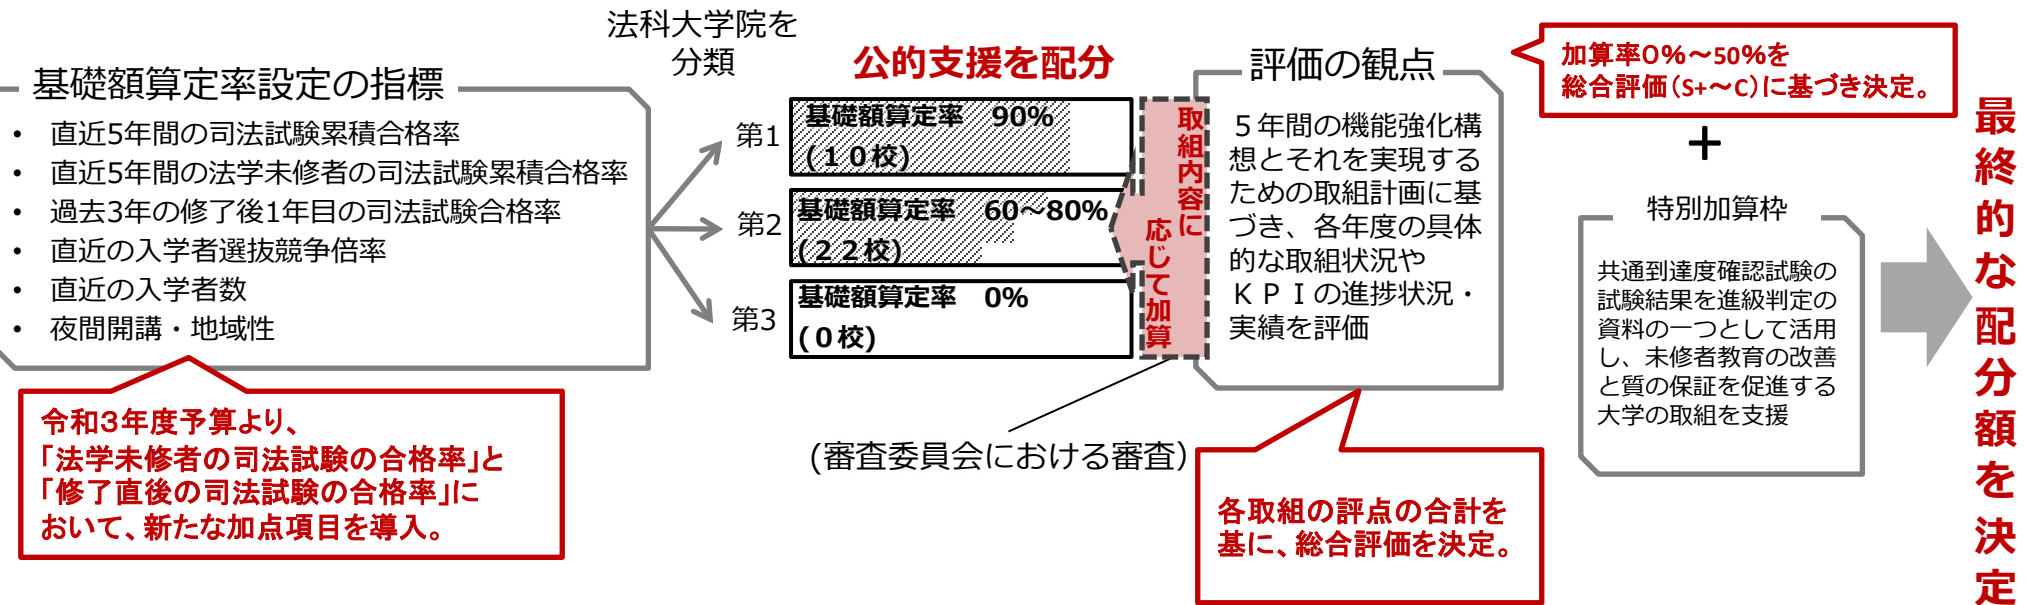 基礎額算定率設定の指標
• 直近5年間の司法試験累積合格率
• 直近5年間の法学未修者の司法試験累積合格率
• 過去3年の修了後1年目の司法試験合格率
• 直近の入学者選抜競争倍率
• 直近の入学者数
• 夜間開講・地域性
令和３年度予算より、
「法学未修者の司法試験の合格率」と
「修了直後の司法試験の合格率」に
おいて、新たな加点項目を導入。
法科大学院を
分類
第1
第2
第3
公的支援を配分
基礎額算定率　90%
(１０校)
基礎額算定率　60～80%
(２２校)
基礎額算定率　0%
(０校)
取組内容に
応じて加算
(審査委員会における審査）
評価の観点
５年間の機能強化構
想とそれを実現する
ための取組計画に基
づき、各年度の具体
的な取組状況や
ＫＰＩの進捗状況・
実績を評価
各取組の評点の合計を
基に、総合評価を決定。
加算率0%～50%を
総合評価（S+～C）に基づき決定。
＋
特別加算枠
共通到達度確認試験の
試験結果を進級判定の
資料の一つとして活用
し、未修者教育の改善
と質の保証を促進する
大学の取組を支援
最終的な配分額を決定